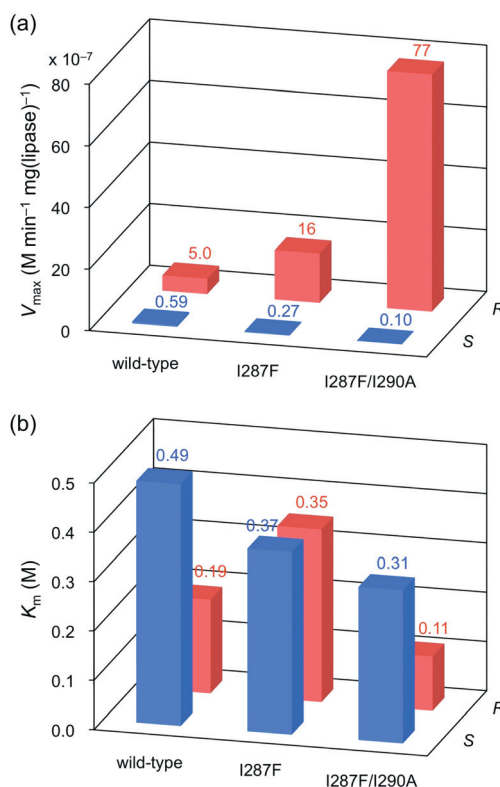 (a)
× 10⁻⁷
80
60
40
20
0
Vmax (M min⁻¹ mg(lipase)⁻¹)
5.0
16
77
0.59
0.27
0.10
R
S
wild-type
I287F
I287F/I290A
(b)
0.5
0.4
0.3
0.2
0.1
0.0
Km (M)
0.49
0.19
0.37
0.35
0.31
0.11
R
S
wild-type
I287F
I287F/I290A